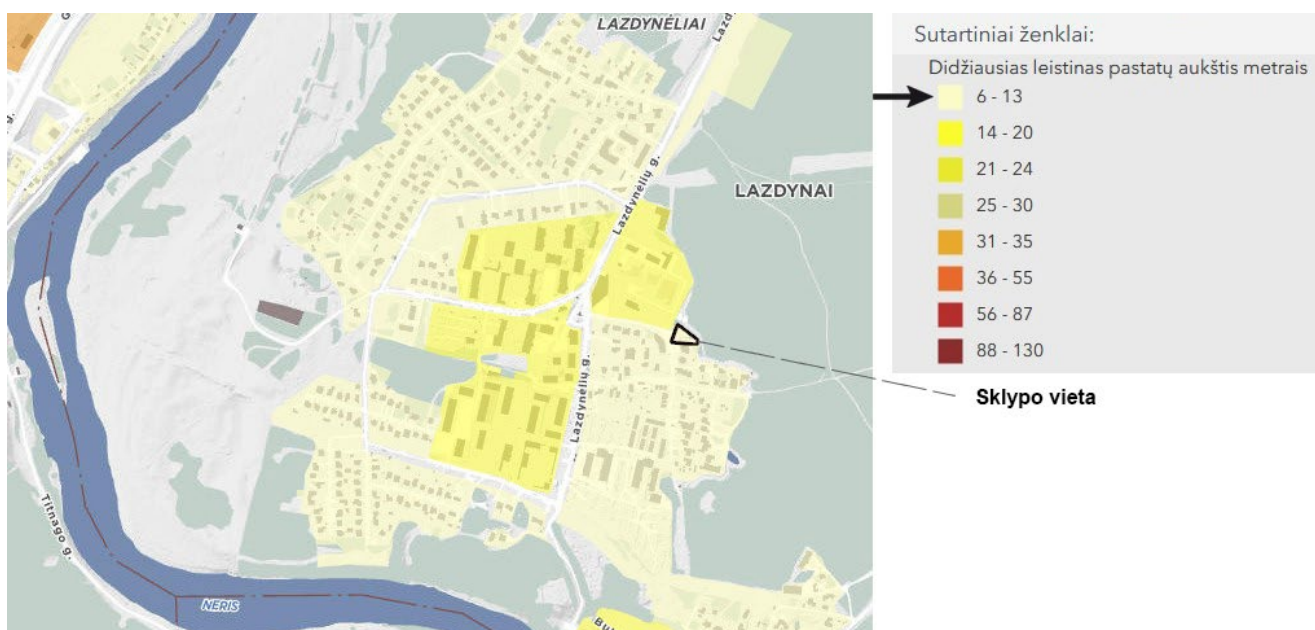 LAZDYNĖLIAI
LAZDYNAI
Lazdynėlių g.
Lazdynėlių g.
Titnago g.
NERIS
Sutartiniai ženklai:
Didžiausias leistinas pastatų aukštis metrais
6 - 13
14 - 20
21 - 24
25 - 30
31 - 35
36 - 55
56 - 87
88 - 130
Sklypo vieta